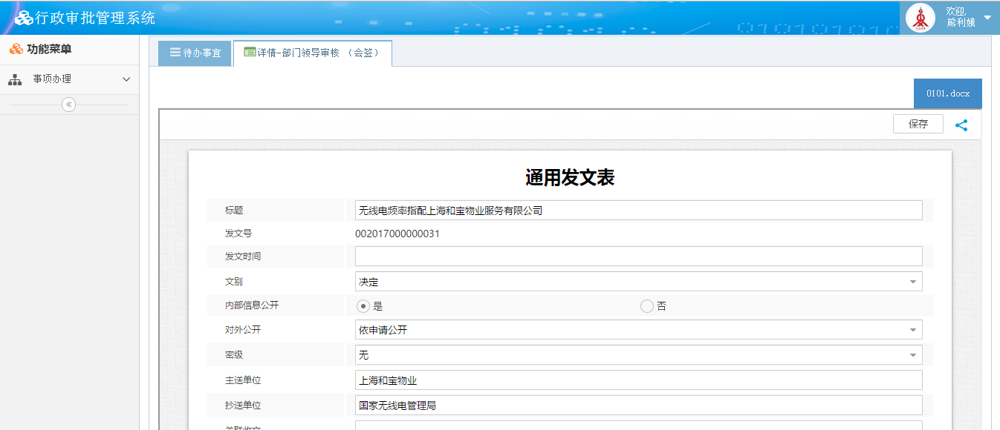 行政审批管理系统
欢迎,
熊利娥
功能菜单
待办事宜
详情-部门领导审核 （会签）
事项办理
0101.docx
保存
通用发文表
标题
无线电频率指配上海和宝物业服务有限公司
发文号
002017000000031
发文时间
文别
决定
内部信息公开
是
否
对外公开
依申请公开
密级
无
主送单位
上海和宝物业
抄送单位
国家无线电管理局